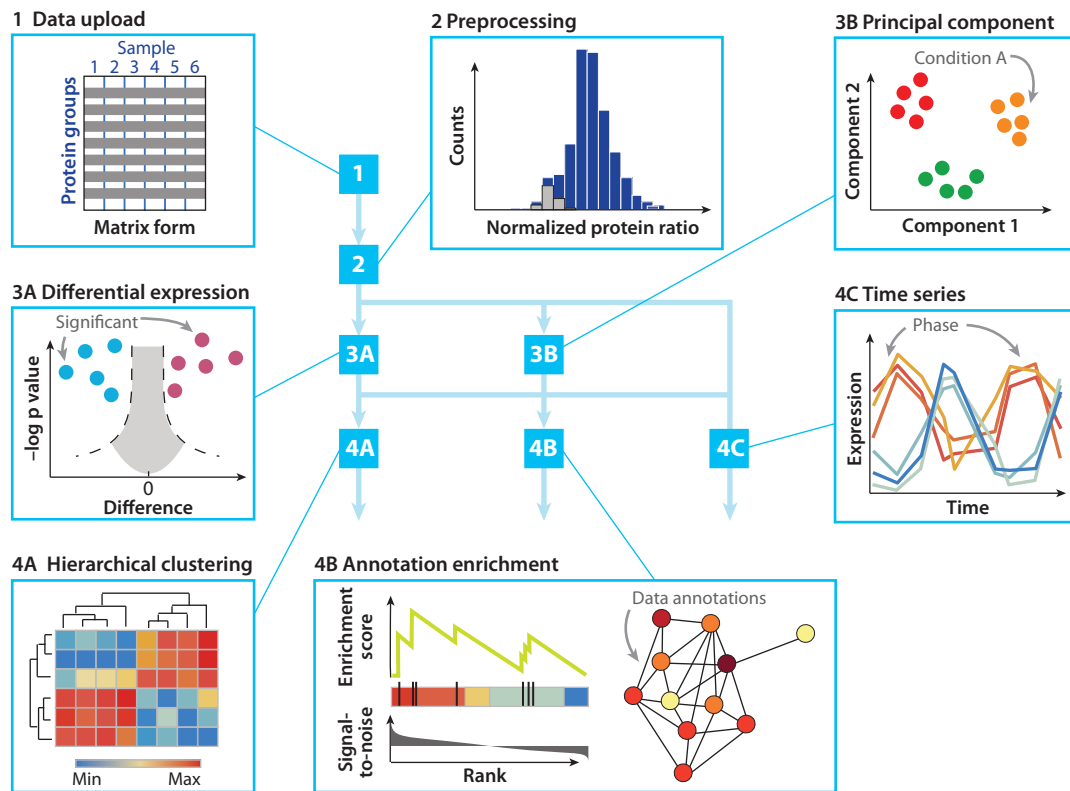 1 Data upload
Sample
1 2 3 4 5 6
Protein groups
Matrix form
2 Preprocessing
Counts
Normalized protein ratio
3B Principal component
Condition A
Component 2
Component 1
1
2
3A
3B
4A
4B
4C
3A Differential expression
Significant
–log p value
0
Difference
4C Time series
Phase
Expression
Time
4A Hierarchical clustering
Min
Max
4B Annotation enrichment
Enrichment
score
Signal-
to-noise
Rank
Data annotations